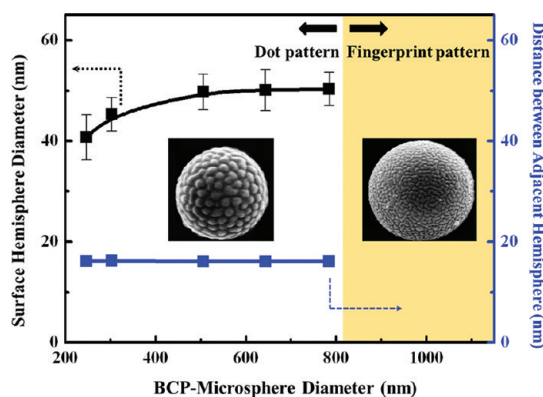 Dot pattern
Fingerprint pattern
Surface Hemisphere Diameter (nm)
60
40
20
0
Distance between Adjacent Hemisphere (nm)
60
40
20
0
200
400
600
800
1000
BCP-Microsphere Diameter (nm)